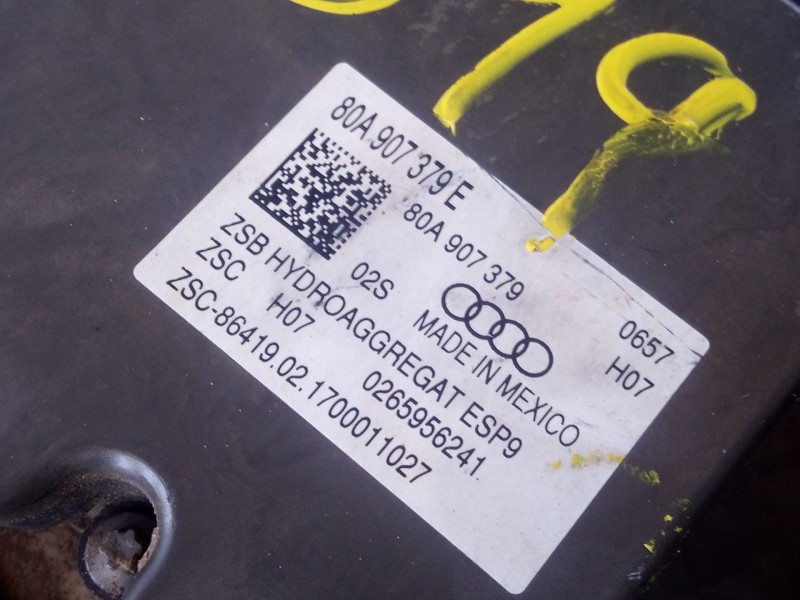 80A 907 379 E
80A 907 379
0657
H07
02S
MADE IN MEXICO
ZSB HYDROAGGREGAT ESP9
ZSC H07 0265956241
ZSC-86419.02.1700011027